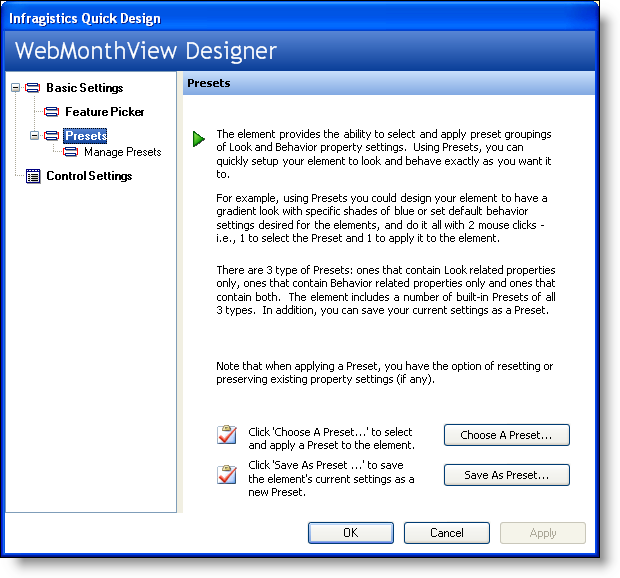 Infragistics Quick Design
WebMonthView Designer
Basic Settings
Feature Picker
Presets
Manage Presets
Control Settings
Presets
The element provides the ability to select and apply preset groupings
of Look and Behavior property settings.  Using Presets, you can
quickly setup your element to look and behave exactly as you want it
to.
For example, using Presets you could design your element to have a
gradient look with specific shades of blue or set default behavior
settings desired for the elements, and do it all with 2 mouse clicks -
i.e., 1 to select the Preset and 1 to apply it to the element.
There are 3 type of Presets: ones that contain Look related properties
only, ones that contain Behavior related properties only and ones that
contain both.  The element includes a number of built-in Presets of all
3 types.  In addition, you can save your current settings as a Preset.
Note that when applying a Preset, you have the option of resetting or
preserving existing property settings (if any).
Click 'Choose A Preset...' to select
and apply a Preset to the element.
Choose A Preset...
Click 'Save As Preset ...' to save
the element's current settings as a
new Preset.
Save As Preset...
OK
Cancel
Apply